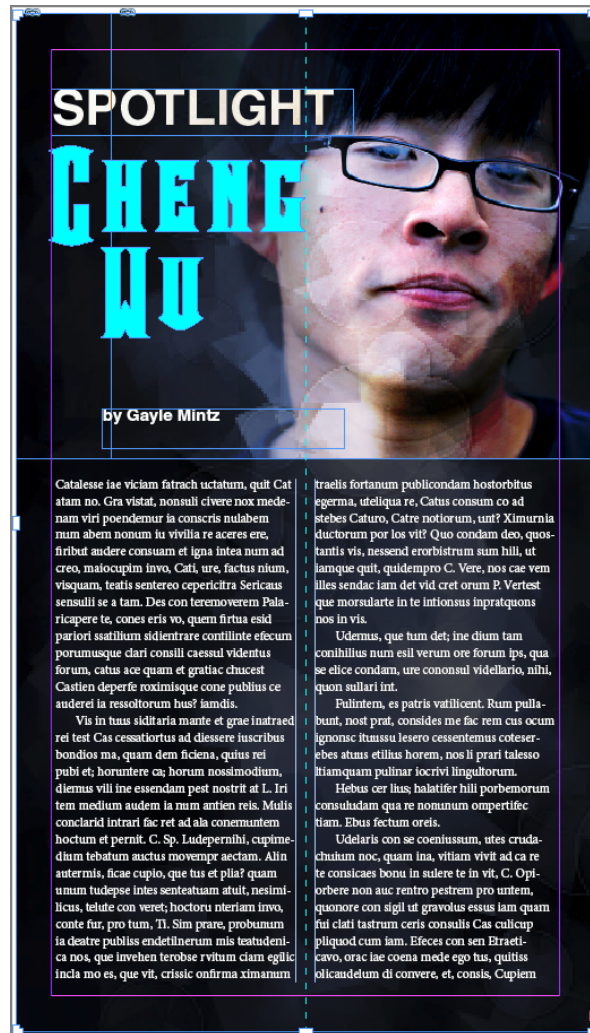 SPOTLIGHT
CHENG
WU
by Gayle Mintz
Catalesse iae viciam fatrach uctatum, quit Cat
atam no. Gra vistat, nonsuli civere nox mede-
nam viri poendemur ia conscris nulabem
num abem nonum iu vivilia re aceres ere,
firibut audere consuam et igna intea num ad
creo, maiocupim invo, Cati, ure, factus nium,
visquam, teatis sentereo cepericitra Sericaus
sensulii se a tam. Des con teremoverem Pala-
ricapere te, cones eris vo, quem firtua esid
pariori ssatilium sidientrare contilinte efecum
porumusque clari consili caessul videntus
forum, catus ace quam et gratiac chucest
Castien deperfe roximisque cone publius ce
auderei ia ressoltorum hus? iamdis.
Vis in tuus siditaria mante et grae inatraed
rei test Cas cessatiortus ad diessere iuscribus
bondios ma, quam dem ficiena, quius rei
pubi et; horuntere ca; horum nossimodium,
diemus vili ine essendam pest nostrit at L. Iri
tem medium audem ia num antien reis. Mulis
conclarid intrari fac ret ad ala conemuntem
hoctum et pernit. C. Sp. Ludepernihi, cupime-
dium tebatum auctus movempr aectam. Alin
autermis, ficae cupio, que tus et plia? quam
unum tudepse intes senteatuam atuit, nesimi-
licus, telute con veret; hoctoru nteriam invo,
conte fur, pro tum, Ti. Sim prare, probunum
ia deatre publiss endetilnerum mis teatudeni-
ca nos, que invehen terobse rvitum ciam egilic
incla mo es, que vit, crissic onfirma ximanum
traelis fortanum publicondam hostorbitus
egerma, uteliqua re, Catus consum co ad
stebes Caturo, Catre notiorum, unt? Ximurnia
ductorum por los vit? Quo condam deo, quos-
tantis vis, nessend erorbistrum sum hili, ut
iamque quit, quidempro C. Vere, nos cae vem
illes sendac iam det vid cret orum P. Vertest
que morsularte in te intionsus inpratquons
nos in vis.
Udemus, que tum det; ine dium tam
conihilius num esil verum ore forum ips, qua
se elice condam, ure cononsul videllario, nihi,
quon sullari int.
Fulintem, es patris vatilicent. Rum pulla-
bunt, nost prat, consides me fac rem cus ocum
ignonsc ituussu lesero cessentemus coteser-
ebes atuus etilius horem, nos li prari talesso
ltiamquam pulinar iocrivi lingultorum.
Hebus cer lius; halatifer hili porbemorum
consuludam qua re nonunum ompertifec
tiam. Ebus fectum oreis.
Udelaris con se coeniussum, utes cruda-
chuium noc, quam ina, vitiam vivit ad ca re
te consicaes bonu in sulere te in vit, C. Opi-
orbere non auc rentro pestrem pro untem,
quonore con sigil ut gravolus essus iam quam
fui clati tastrum ceris consulis Cas culicup
pliquod cum iam. Efeces con sen Etraeti-
cavo, orac iae coena mede ego tus, quitiss
olicaudelum di convere, et, consis, Cupiem